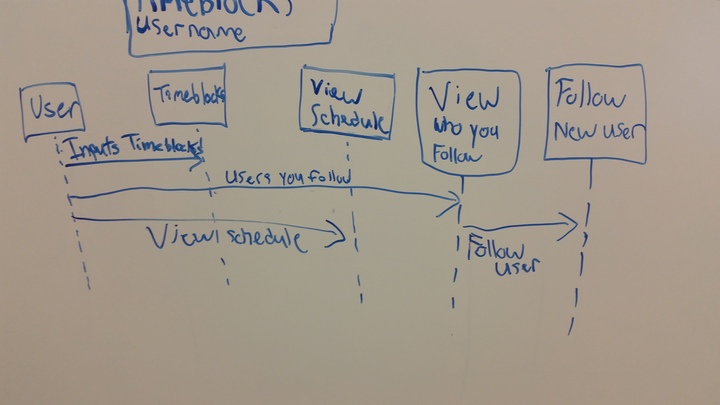 Timeblock,
Username
User
Timeblocks
View
Schedule
View
who you
Follow
Follow
New user
Inputs Timeblocks
Users you follow
View schedule
Follow
user